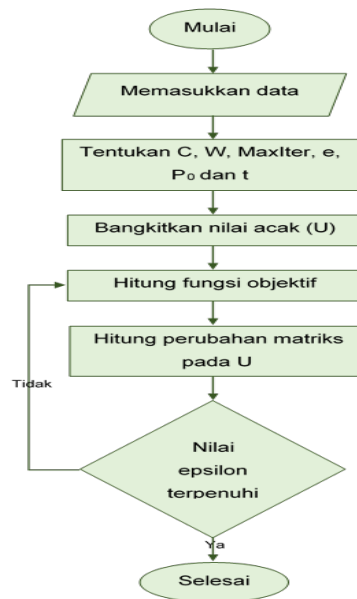 Mulai
Memasukkan data
Tentukan C, W, MaxIter, e,
P₀ dan t
Bangkitkan nilai acak (U)
Hitung fungsi objektif
Hitung perubahan matriks
pada U
Tidak
Nilai
epsilon
terpenuhi
Ya
Selesai